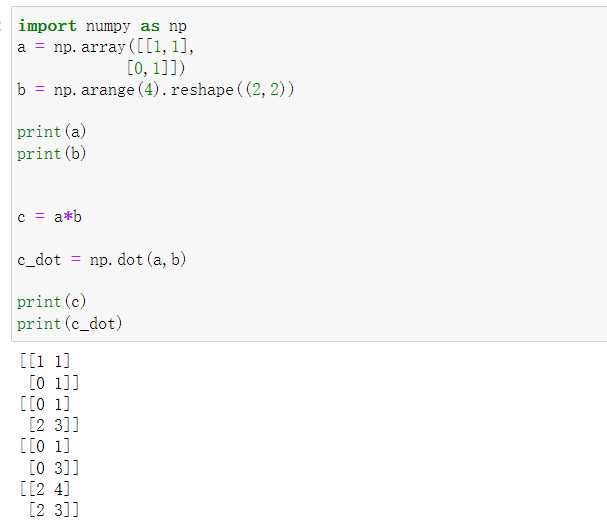 import numpy as np
a = np.array([[1,1],
              [0,1]])
b = np.arange(4).reshape((2,2))
print(a)
print(b)
c = a*b
c_dot = np.dot(a,b)
print(c)
print(c_dot)
[[1 1]
 [0 1]]
[[0 1]
 [2 3]]
[[0 1]
 [0 3]]
[[2 4]
 [2 3]]